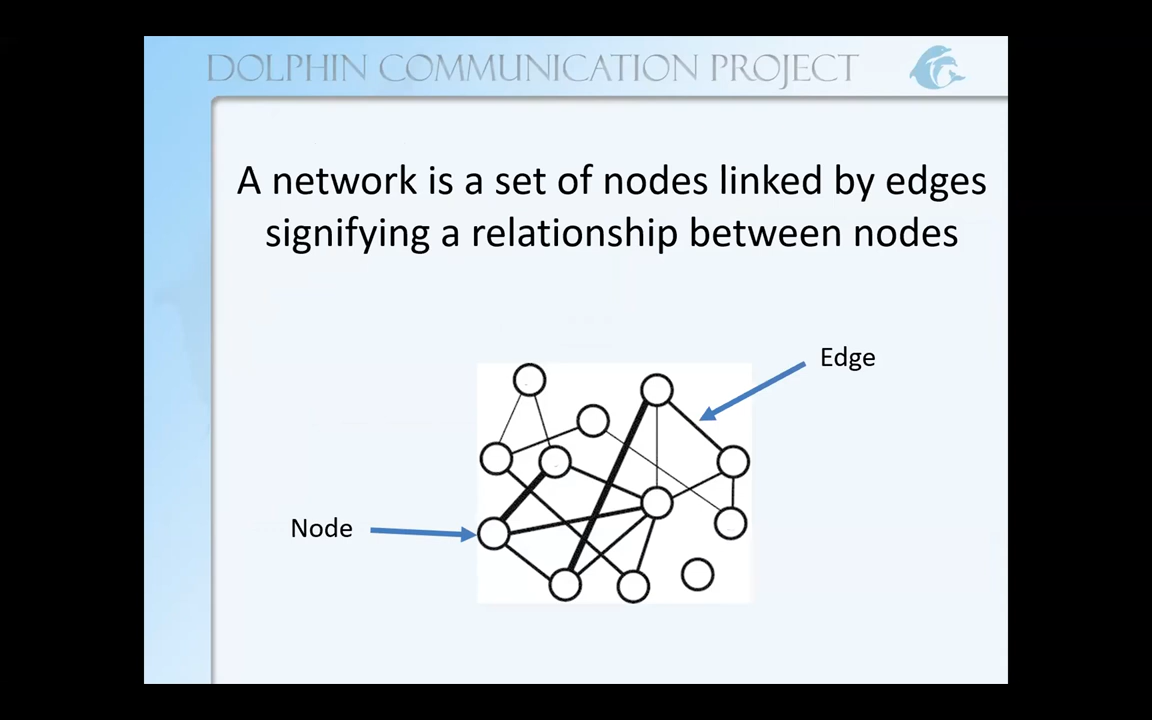 DOLPHIN COMMUNICATION PROJECT
A network is a set of nodes linked by edges
signifying a relationship between nodes
Edge
Node